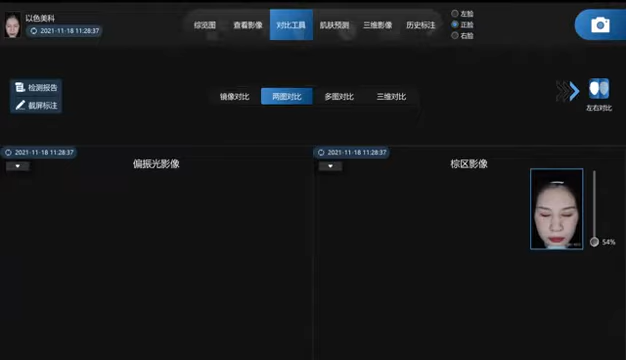 以色美科
2021-11-18 11:28:37
综览图 查看影像 对比工具 肌肤预测 三维影像 历史标注
左脸
正脸
右脸
检测报告
截屏标注
镜像对比 两图对比 多图对比 三维对比
左右对比
2021-11-18 11:28:37
偏振光影像
2021-11-18 11:28:37
棕区影像
54%